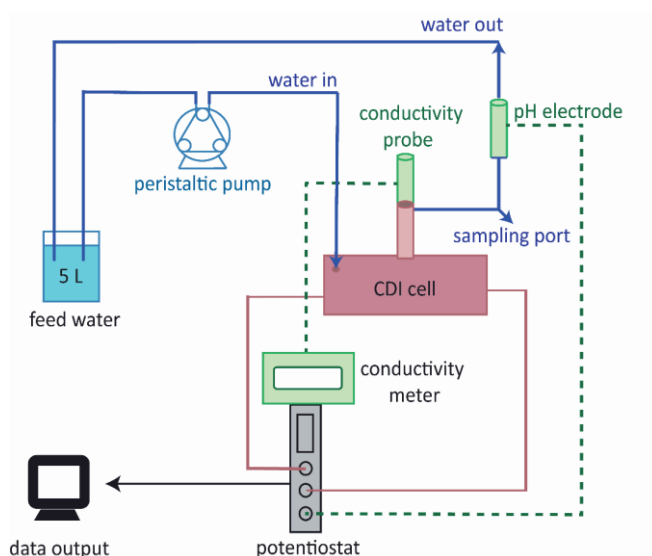 water out
water in
conductivity
probe
pH electrode
peristaltic pump
sampling port
5 L
CDI cell
feed water
conductivity
meter
data output
potentiostat